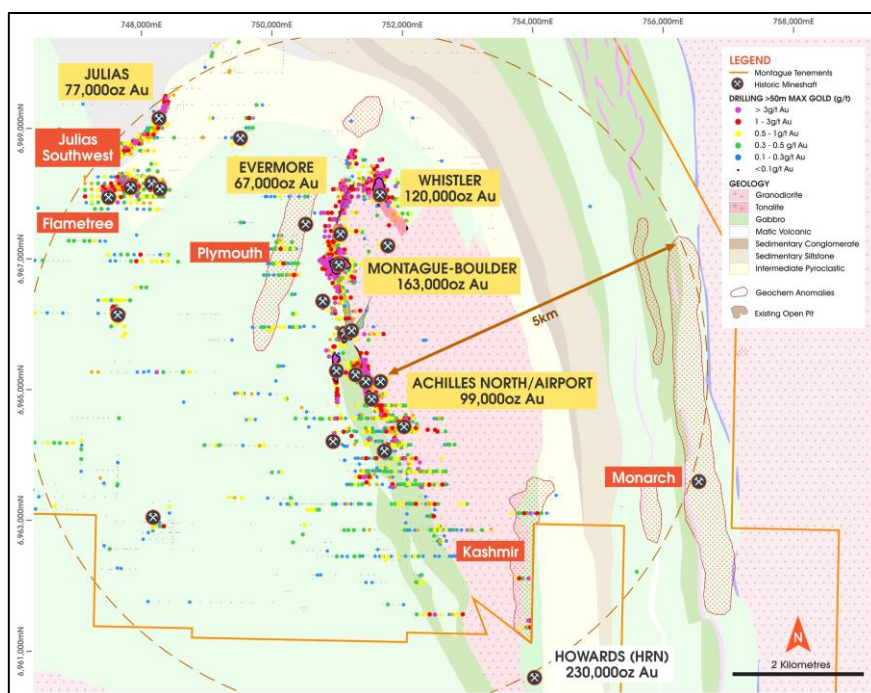 748,000mE
750,000mE
752,000mE
754,000mE
756,000mE
758,000mE
6,969,000mN
6,967,000mN
6,965,000mN
6,963,000mN
6,961,000mN
JULIAS
77,000oz Au
Julias
Southwest
Flametree
EVERMORE
67,000oz Au
Plymouth
WHISTLER
120,000oz Au
MONTAGUE-BOULDER
163,000oz Au
5km
ACHILLES NORTH/AIRPORT
99,000oz Au
Monarch
Kashmir
HOWARDS (HRN)
230,000oz Au
LEGEND
Montague Tenements
Historic Mineshaft
DRILLING >50m MAX GOLD (g/t)
> 3g/t Au
1 - 3g/t Au
0.5 - 1g/t Au
0.3 - 0.5 g/t Au
0.1 - 0.3g/t Au
<0.1g/t Au
GEOLOGY
Granodiorite
Tonalite
Gabbro
Mafic Volcanic
Sedimentary Conglomerate
Sedimentary Siltstone
Intermediate Pyroclastic
Geochem Anomalies
Existing Open Pit
N
2 Kilometres